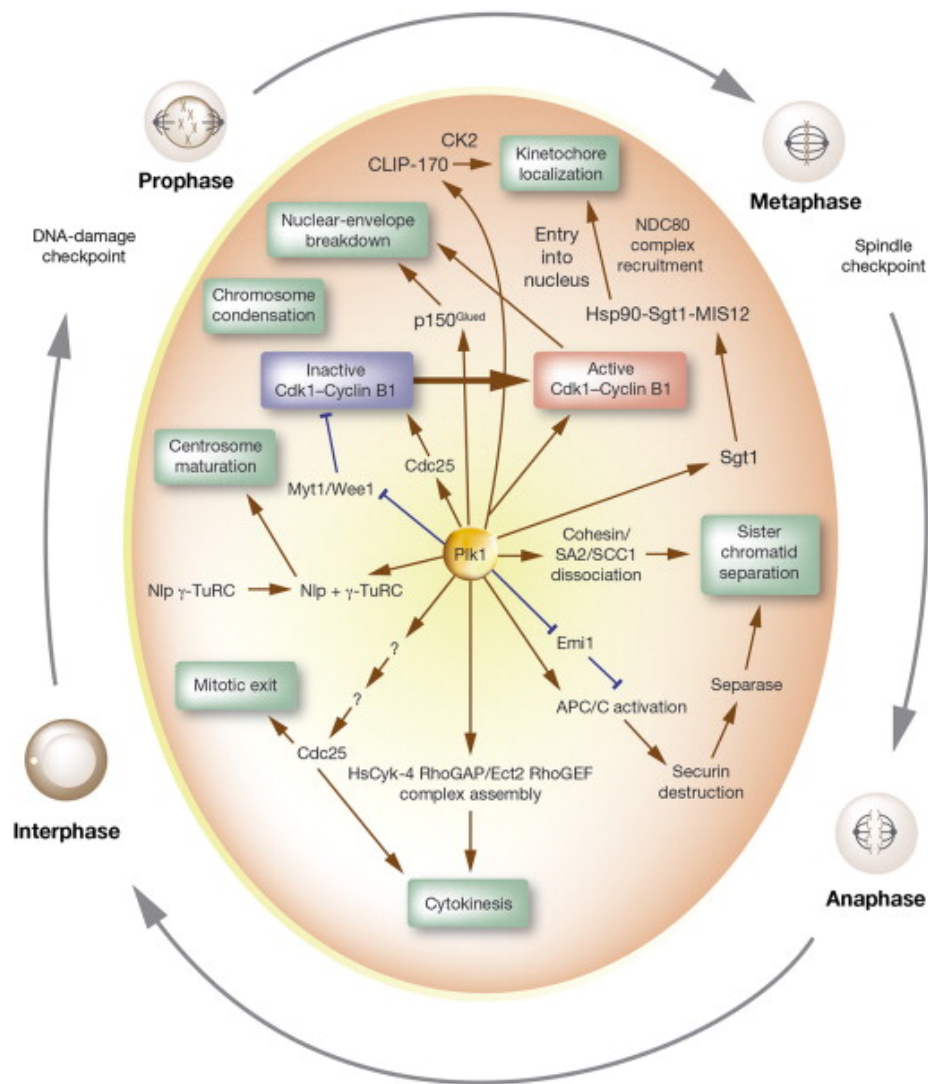 CK2
CLIP-170
Kinetochore
localization
Prophase
Metaphase
Nuclear-envelope
breakdown
DNA-damage
checkpoint
Entry
into
nucleus
NDC80
complex
recruitment
Spindle
checkpoint
Chromosome
condensation
p150Glued
Hsp90-Sgt1-MIS12
Inactive
Cdk1–Cyclin B1
Active
Cdk1–Cyclin B1
Centrosome
maturation
Cdc25
Myt1/Wee1
Sgt1
Plk1
Cohesin/
SA2/SCC1
dissociation
Sister
chromatid
separation
Nlp γ-TuRC
Nlp + γ-TuRC
?
?
?
Emi1
Mitotic exit
Separase
APC/C activation
Cdc25
HsCyk-4 RhoGAP/Ect2 RhoGEF
complex assembly
Securin
destruction
Interphase
Anaphase
Cytokinesis